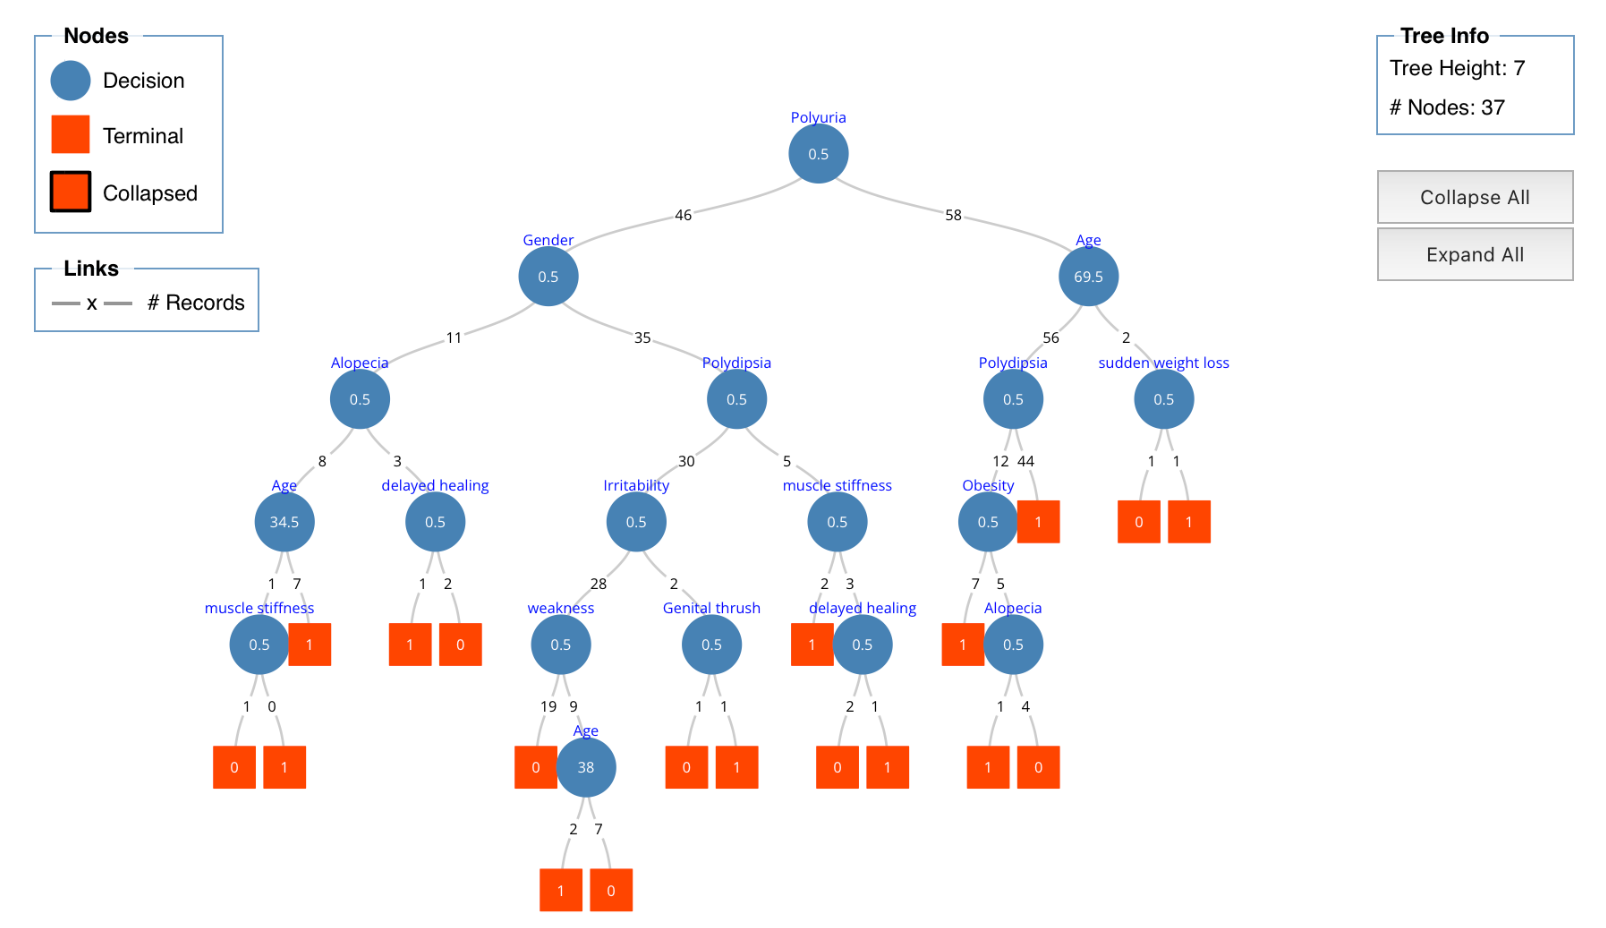 Nodes
Decision
Terminal
Collapsed
Links
x # Records
Tree Info
Tree Height: 7
# Nodes: 37
Collapse All
Expand All
Polyuria
0.5
46 58
Gender Age
0.5 69.5
11 35 56 2
Alopecia Polydipsia Polydipsia sudden weight loss
0.5 0.5 0.5 0.5
8 3 30 5 12 44 1 1
Age delayed healing Irritability muscle stiffness Obesity
34.5 0.5 0.5 0.5 0.5 1 0 1
1 7 1 2 28 2 2 3 7 5
muscle stiffness weakness Genital thrush delayed healing Alopecia
0.5 1 1 0 0.5 0.5 1 0.5 1 0.5
1 0 19 9 1 1 2 1 1 4
Age
0 1 0 38 0 1 0 1 1 0
2 7
1 0